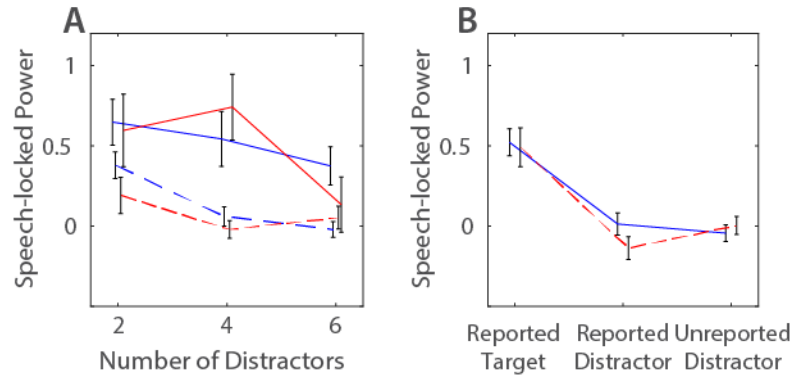 A
Speech-locked Power
1
0.5
0
2 4 6
Number of Distractors
B
Speech-locked Power
1
0.5
0
Reported Reported Unreported
Target Distractor Distractor